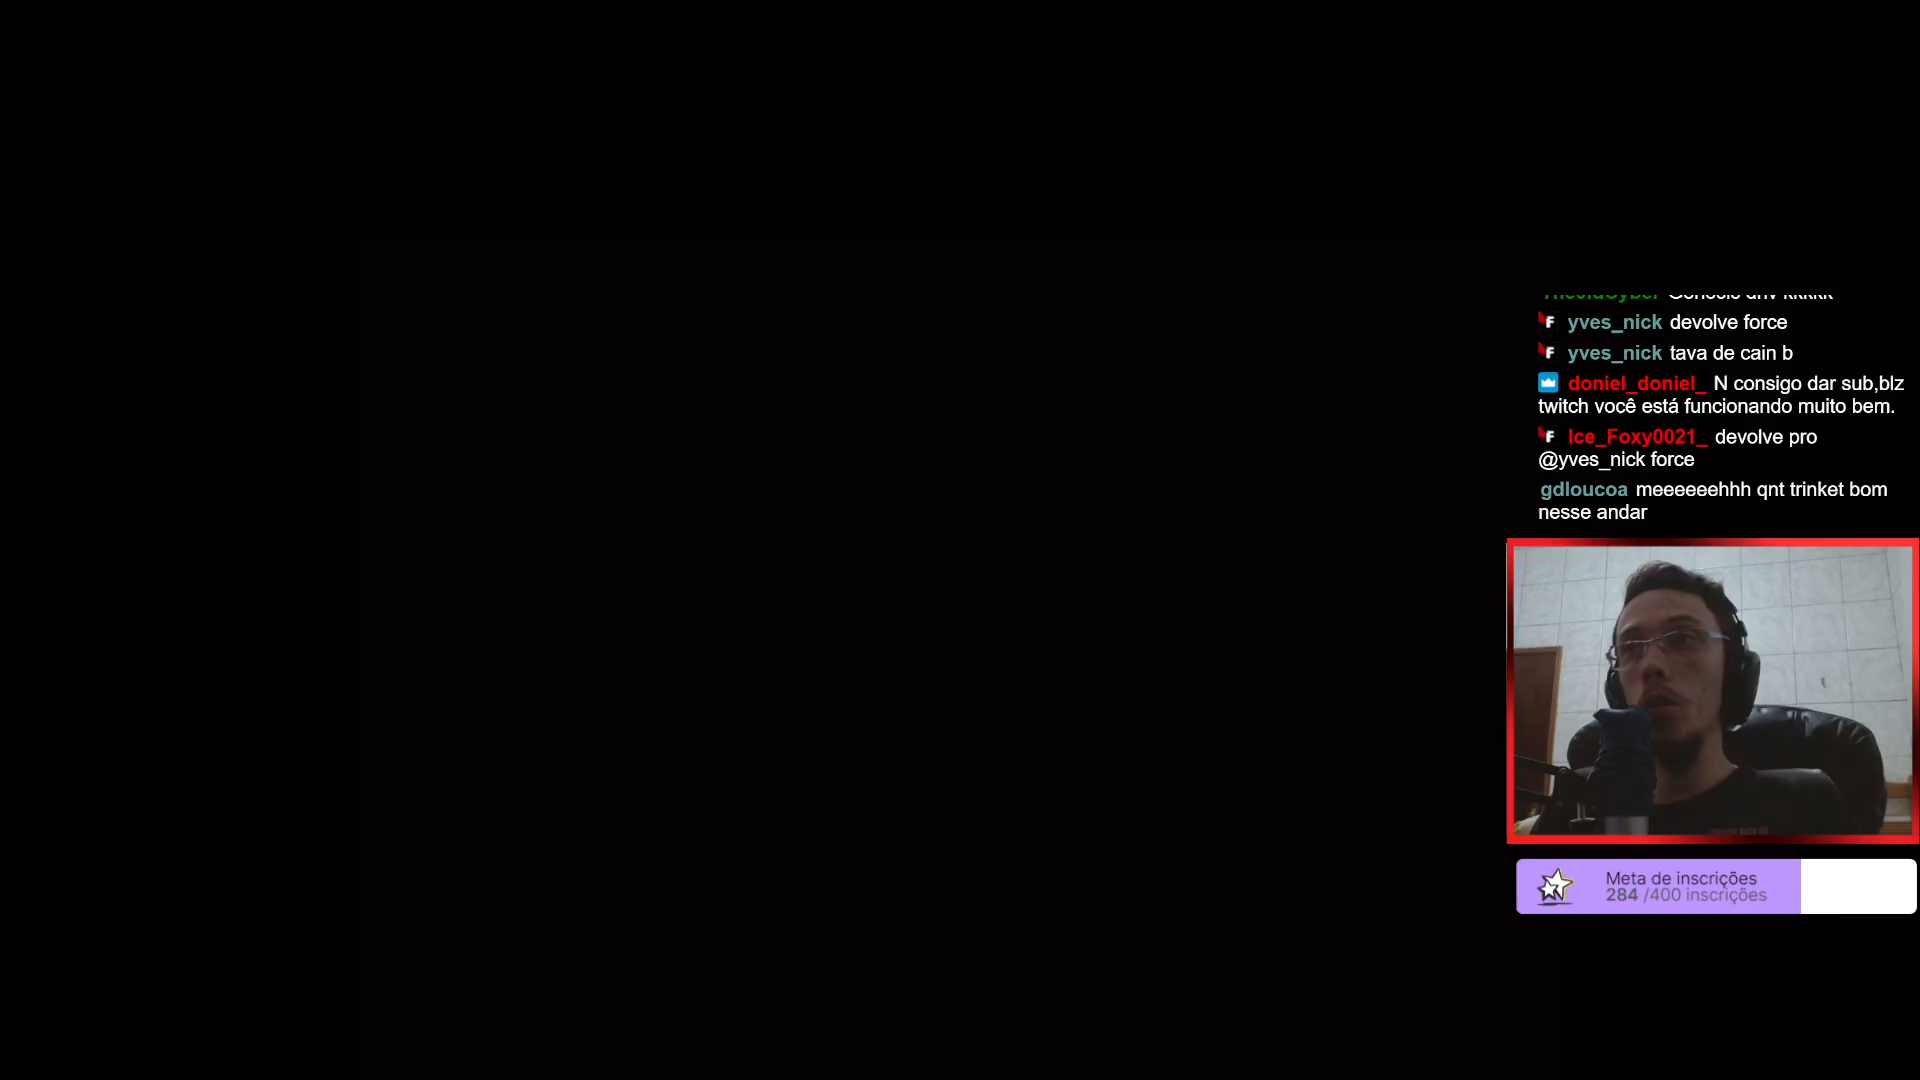 yves_nick devolve force
yves_nick tava de cain b
doniel_doniel_ N consigo dar sub,blz
twitch você está funcionando muito bem.
Ice_Foxy0021_ devolve pro
@yves_nick force
gdloucoa meeeeeehhh qnt trinket bom
nesse andar
Meta de inscrições
284 /400 inscrições